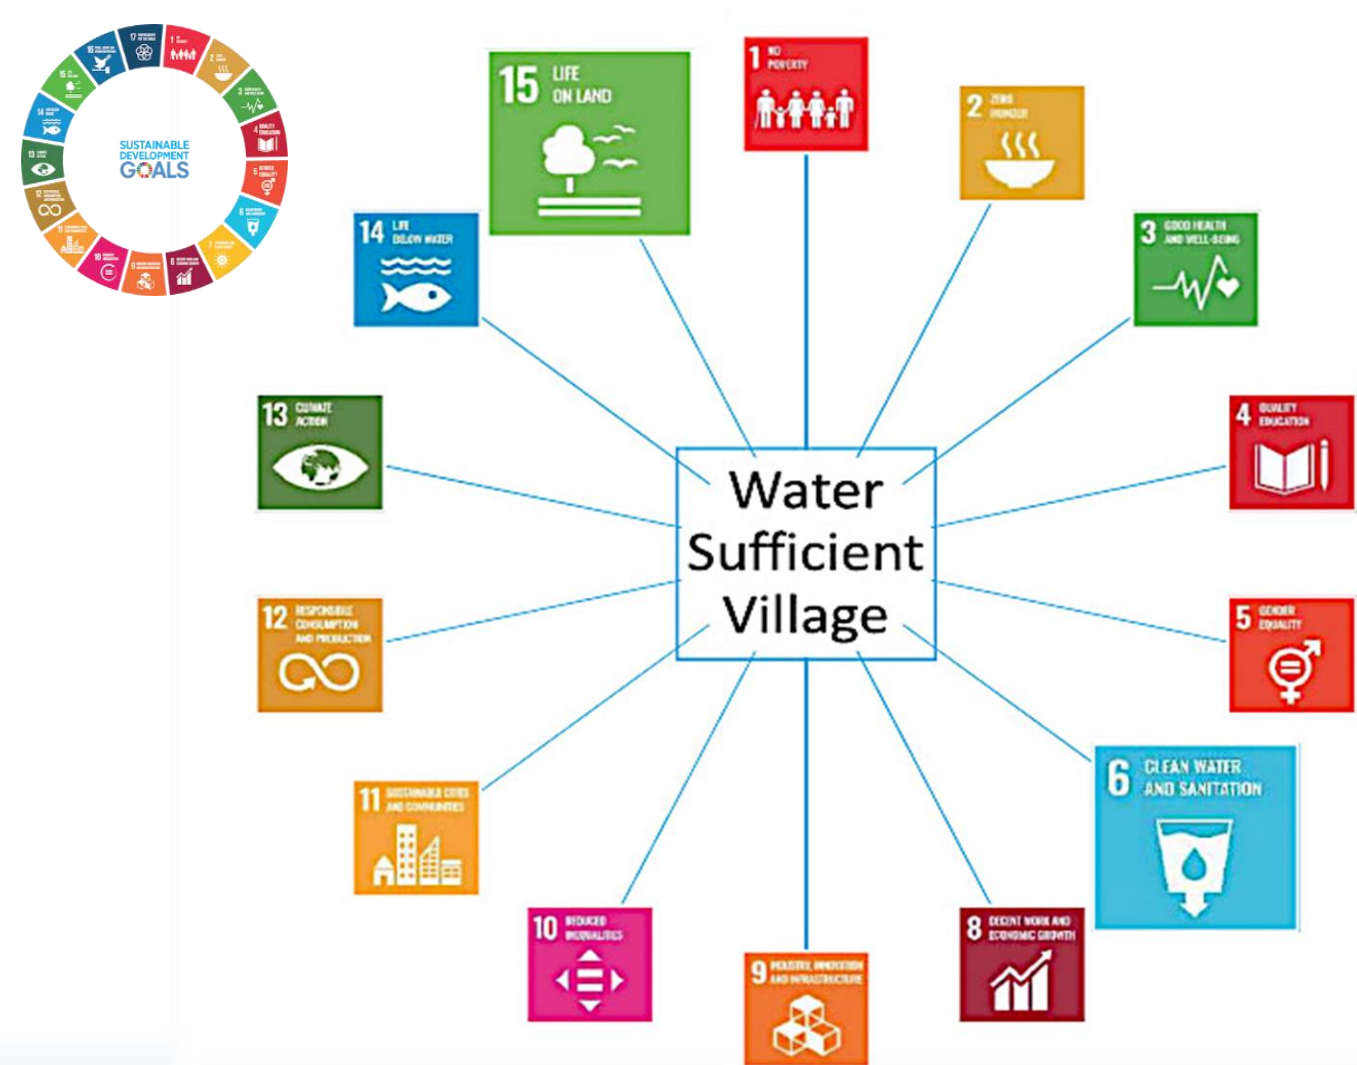 SUSTAINABLE
DEVELOPMENT
GOALS
15 LIFE
ON LAND
1 NO
POVERTY
2 ZERO
HUNGER
14 LIFE
BELOW WATER
3 GOOD HEALTH
AND WELL-BEING
13 CLIMATE
ACTION
4 QUALITY
EDUCATION
Water
Sufficient
Village
12 RESPONSIBLE
CONSUMPTION
AND PRODUCTION
5 GENDER
EQUALITY
6 CLEAN WATER
AND SANITATION
11 SUSTAINABLE CITIES
AND COMMUNITIES
10 REDUCED
INEQUALITIES
9 INDUSTRY, INNOVATION
AND INFRASTRUCTURE
8 DECENT WORK AND
ECONOMIC GROWTH